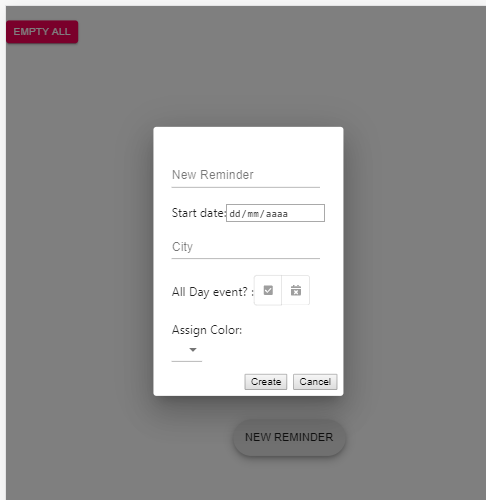 EMPTY ALL
New Reminder
Start date: dd/mm/aaaa
City
All Day event? :
Assign Color:
Create Cancel
NEW REMINDER